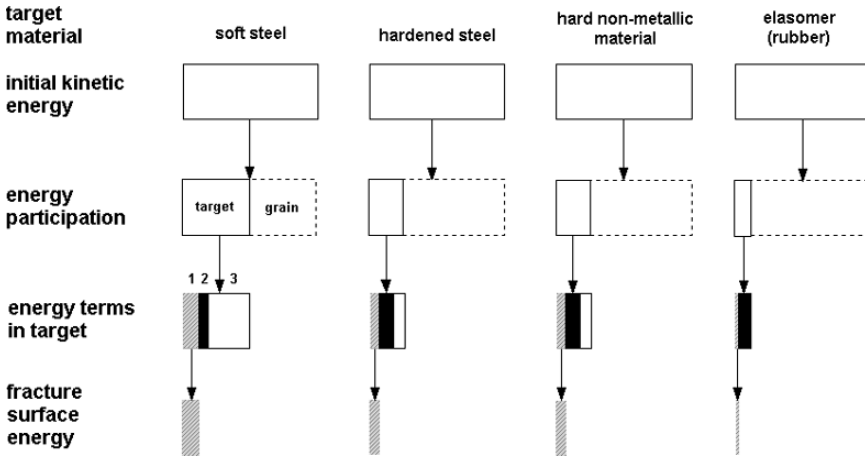 target
material
soft steel
hardened steel
hard non-metallic
material
elasomer
(rubber)
initial kinetic
energy
energy
participation
target
grain
1 2 3
energy terms
in target
fracture
surface
energy